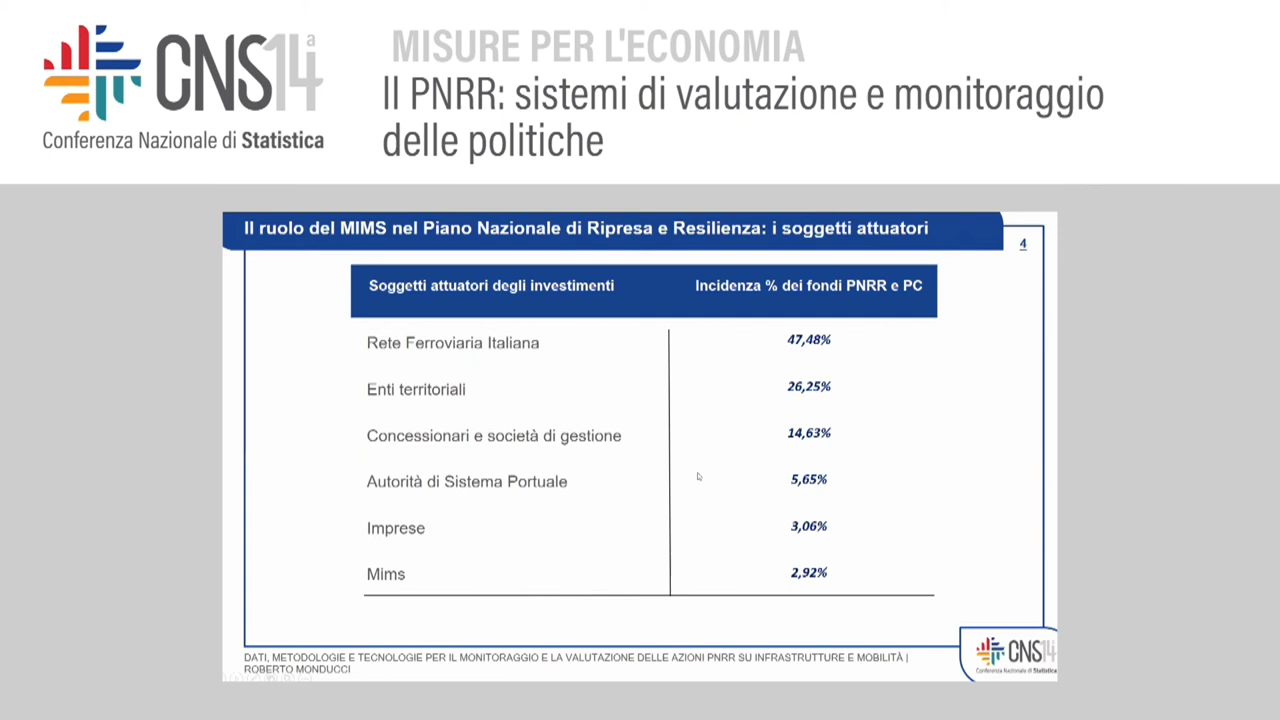 CNS14a
Conferenza Nazionale di Statistica
MISURE PER L'ECONOMIA
Il PNRR: sistemi di valutazione e monitoraggio
delle politiche
Il ruolo del MIMS nel Piano Nazionale di Ripresa e Resilienza: i soggetti attuatori
4
Soggetti attuatori degli investimenti Incidenza % dei fondi PNRR e PC
Rete Ferroviaria Italiana 47,48%
Enti territoriali 26,25%
Concessionari e società di gestione 14,63%
Autorità di Sistema Portuale 5,65%
Imprese 3,06%
Mims 2,92%
DATI, METODOLOGIE E TECNOLOGIE PER IL MONITORAGGIO E LA VALUTAZIONE DELLE AZIONI PNRR SU INFRASTRUTTURE E MOBILITÀ |
ROBERTO MONDUCCI
CNS14
Conferenza Nazionale di Statistica